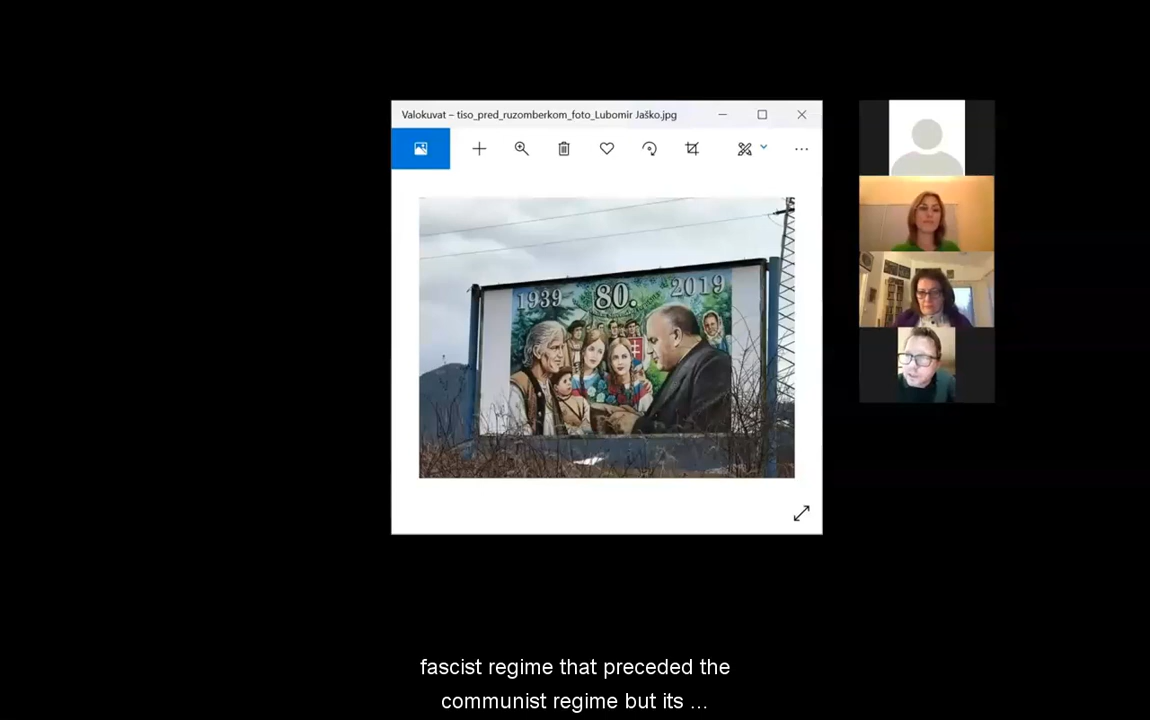 Valokuvat – tiso_pred_ruzomberkom_foto_Lubomir Jaško.jpg
1939
80.
2019
fascist regime that preceded the
communist regime but its ...